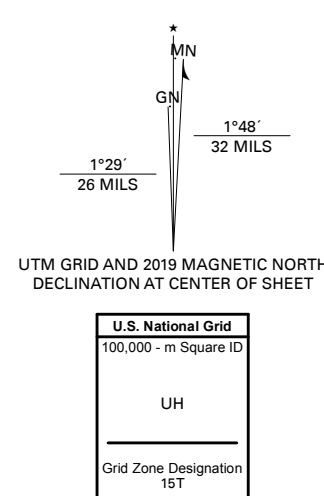 ★
MN
GN
1°48´
32 MILS
1°29´
26 MILS
UTM GRID AND 2019 MAGNETIC NORTH
DECLINATION AT CENTER OF SHEET
U.S. National Grid
100,000 - m Square ID
UH
Grid Zone Designation
15T